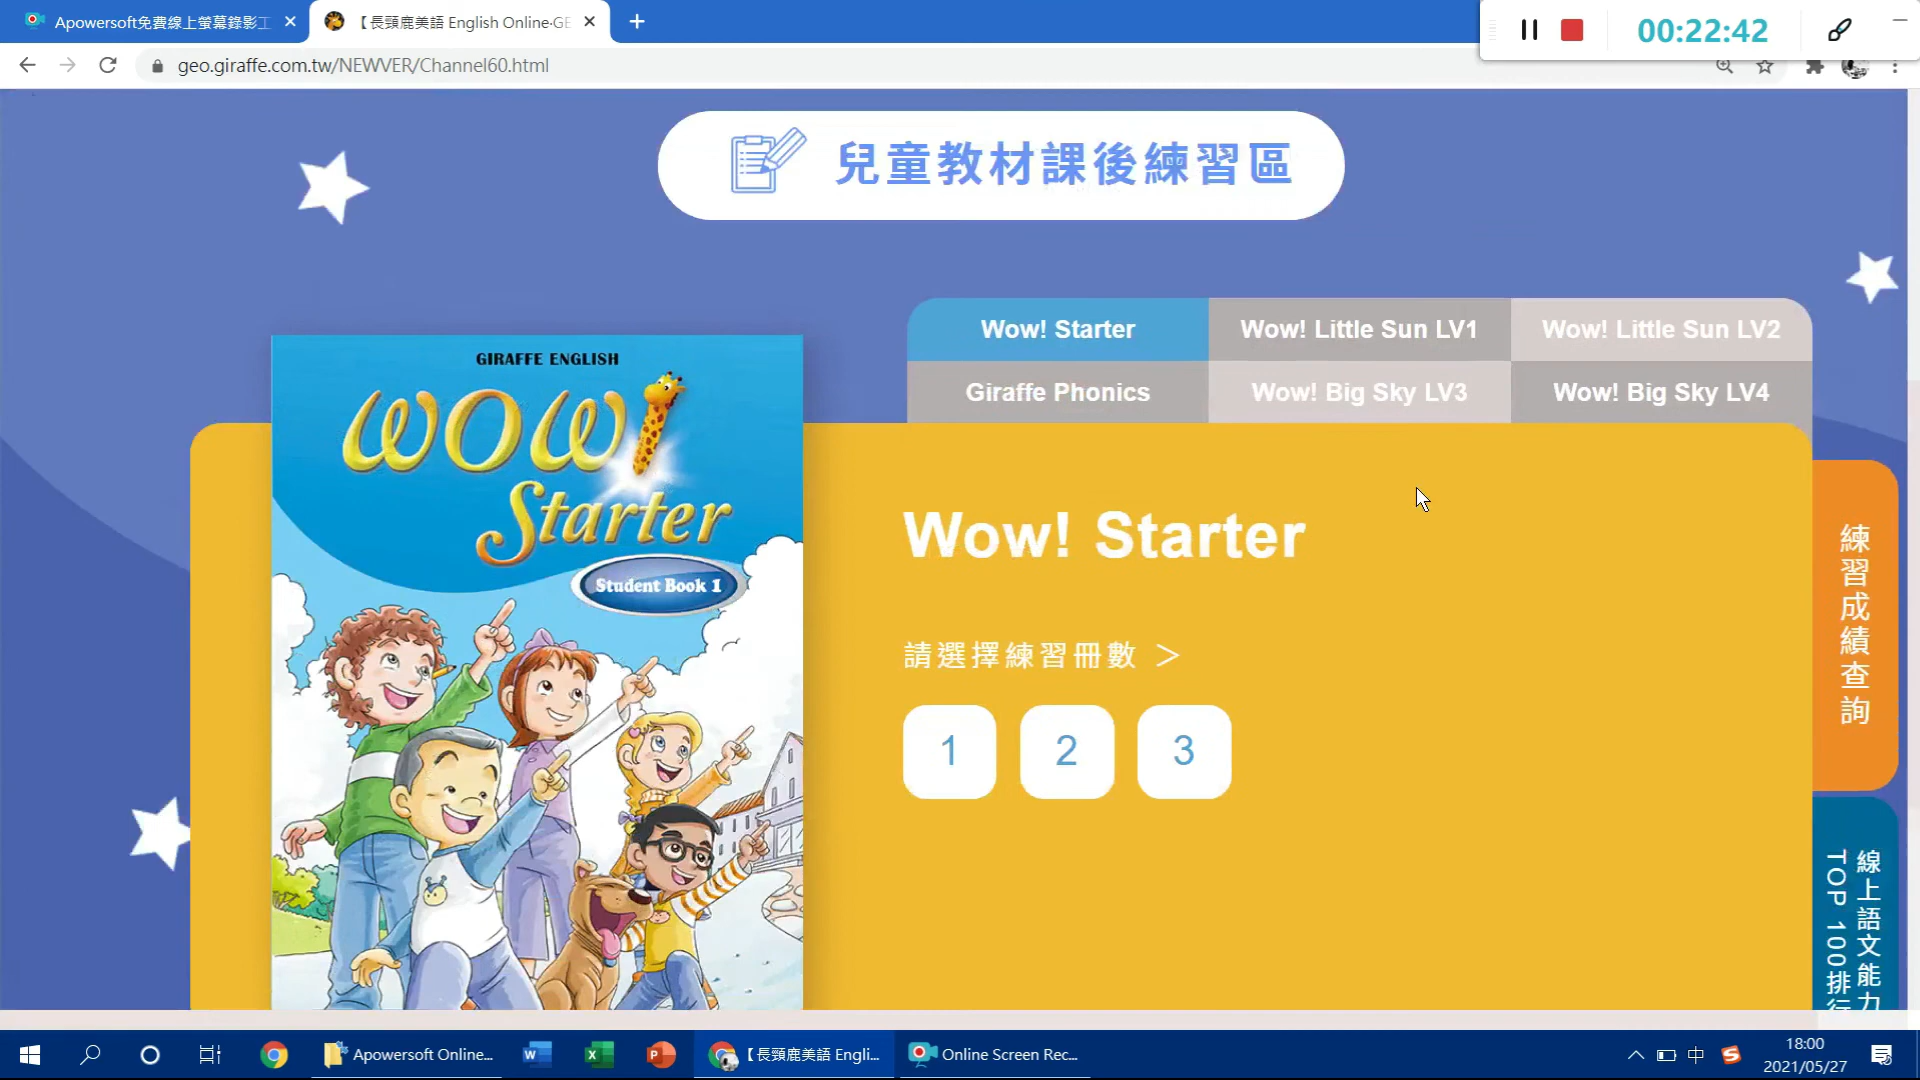 Apowersoft免費線上螢幕錄影工
【長頸鹿美語 English Online·GE
00:22:42
geo.giraffe.com.tw/NEWVER/Channel60.html
兒童教材課後練習區
Wow! Starter
Wow! Little Sun LV1
Wow! Little Sun LV2
Giraffe Phonics
Wow! Big Sky LV3
Wow! Big Sky LV4
GIRAFFE ENGLISH
WOW!
Starter
Student Book 1
Wow! Starter
請選擇練習冊數 >
1
2
3
練習成績查詢
線上語文能力
TOP 100排行
Apowersoft Online...
【長頸鹿美語 Engli...
Online Screen Rec...
中
18:00
2021/05/27